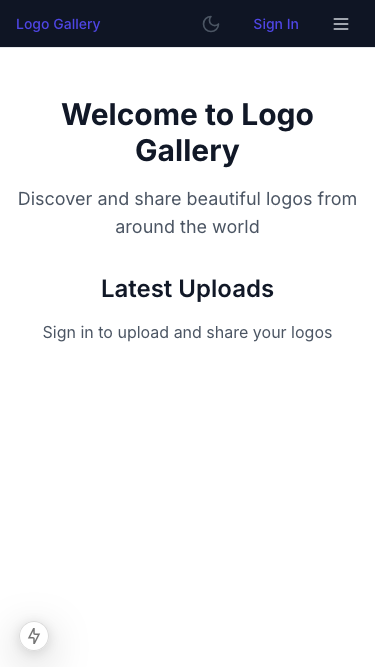 Logo Gallery
Sign In
Welcome to Logo
Gallery
Discover and share beautiful logos from
around the world
Latest Uploads
Sign in to upload and share your logos